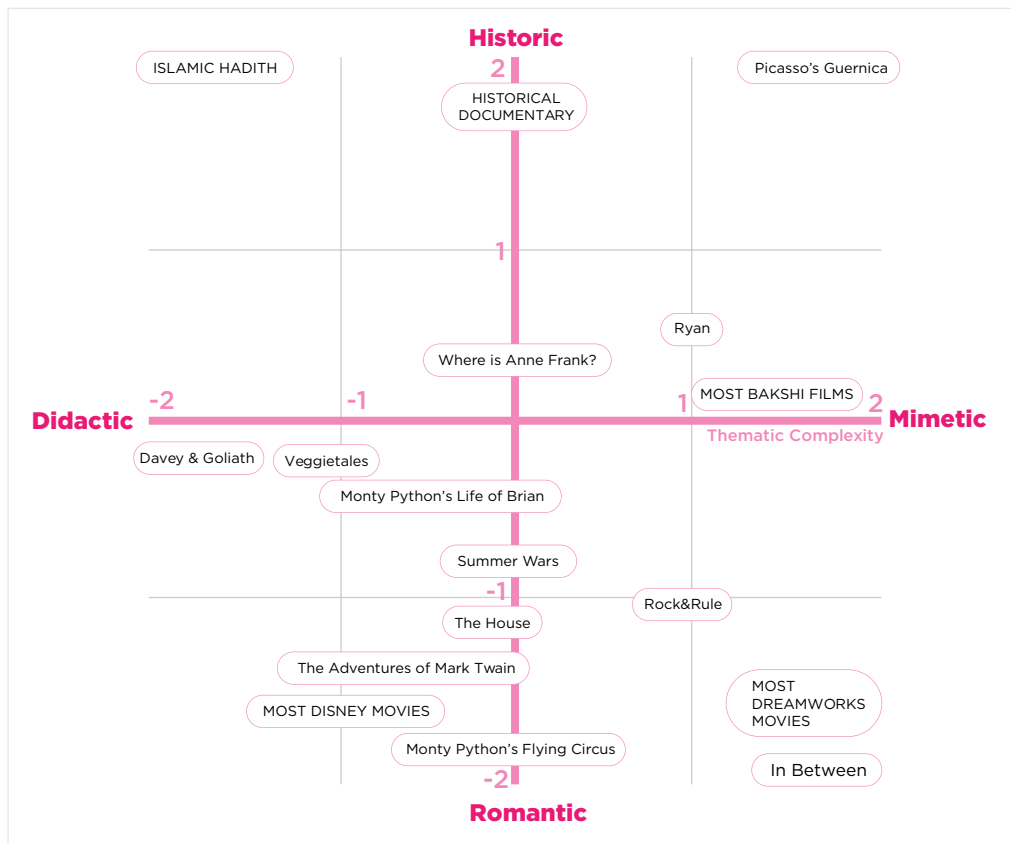 Historic
ISLAMIC HADITH
2
Picasso's Guernica
HISTORICAL
DOCUMENTARY
1
Ryan
Where is Anne Frank?
-2
-1
1
MOST BAKSHI FILMS
2
Didactic
Mimetic
Thematic Complexity
Davey & Goliath
Veggietales
Monty Python's Life of Brian
Summer Wars
-1
Rock&Rule
The House
The Adventures of Mark Twain
MOST
DREAMWORKS
MOVIES
MOST DISNEY MOVIES
Monty Python's Flying Circus
In Between
-2
Romantic